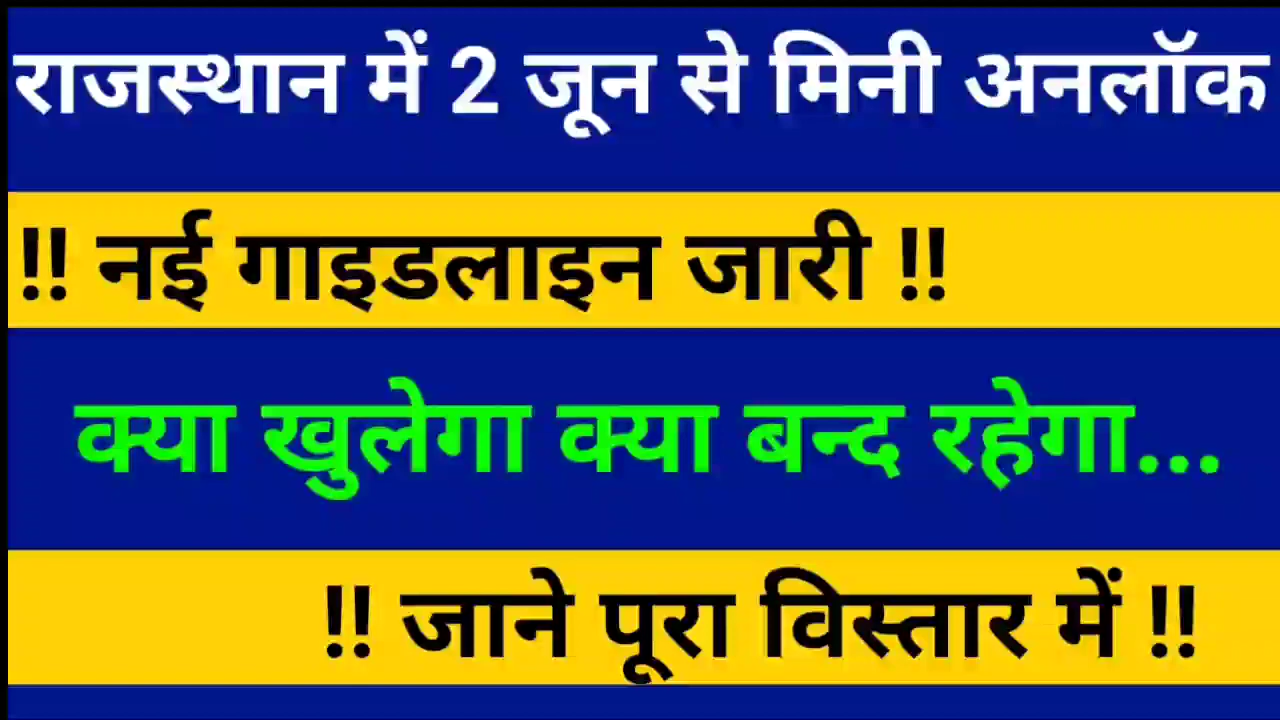 राजस्थान में 2 जून से मिनी अनलॉक
!! नई गाइडलाइन जारी !!
क्या खुलेगा क्या बन्द रहेगा...
!! जाने पूरा विस्तार में !!